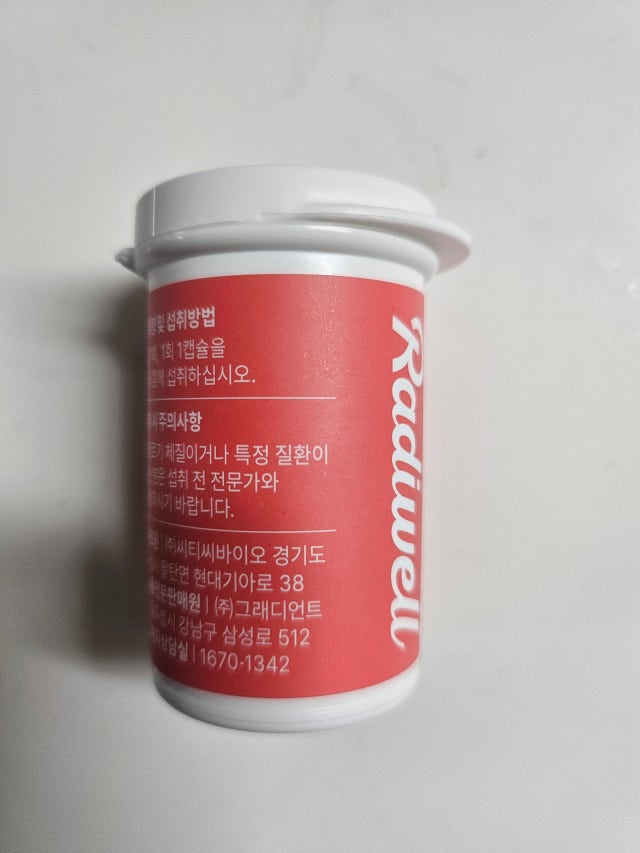 및 섭취방법
1회 1캡슐을
섭취하십시오.
주의사항
체질이거나 특정 질환이
섭취 전 전문가와
바랍니다.
(주)씨티씨바이오 경기도
팔탄면 현대기아로 38
| (주)그래디언트
강남구 삼성로 512
| 1670-1342
Radiwell